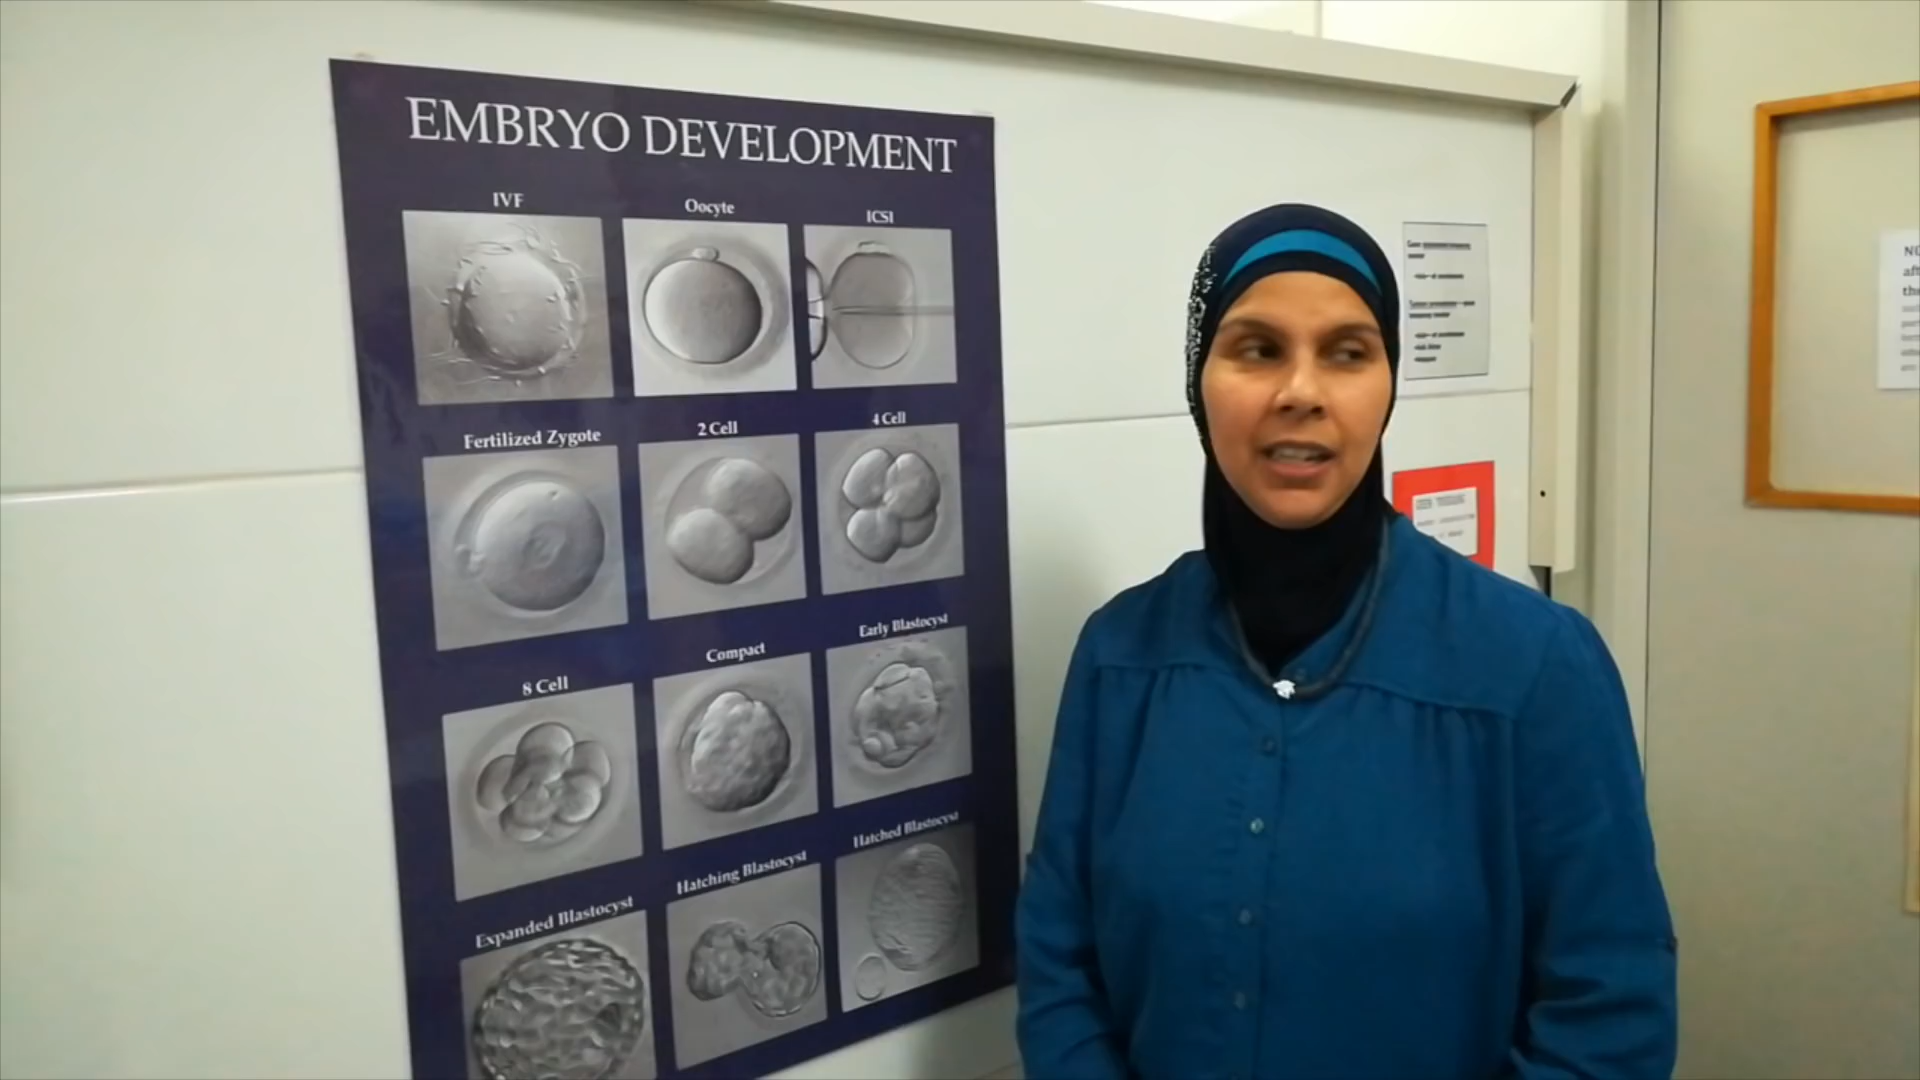 EMBRYO DEVELOPMENT
IVF
Oocyte
ICSI
Fertilized Zygote
2 Cell
4 Cell
8 Cell
Compact
Early Blastocyst
Expanded Blastocyst
Hatching Blastocyst
Hatched Blastocyst